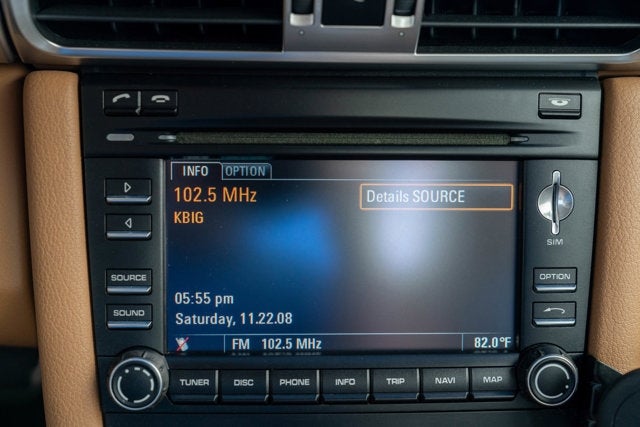 INFO OPTION
102.5 MHz
Details SOURCE
KBIG
05:55 pm
Saturday, 11.22.08
FM 102.5 MHz 82.0°F
SIM
SOURCE
SOUND
OPTION
TUNER DISC PHONE INFO TRIP NAVI MAP